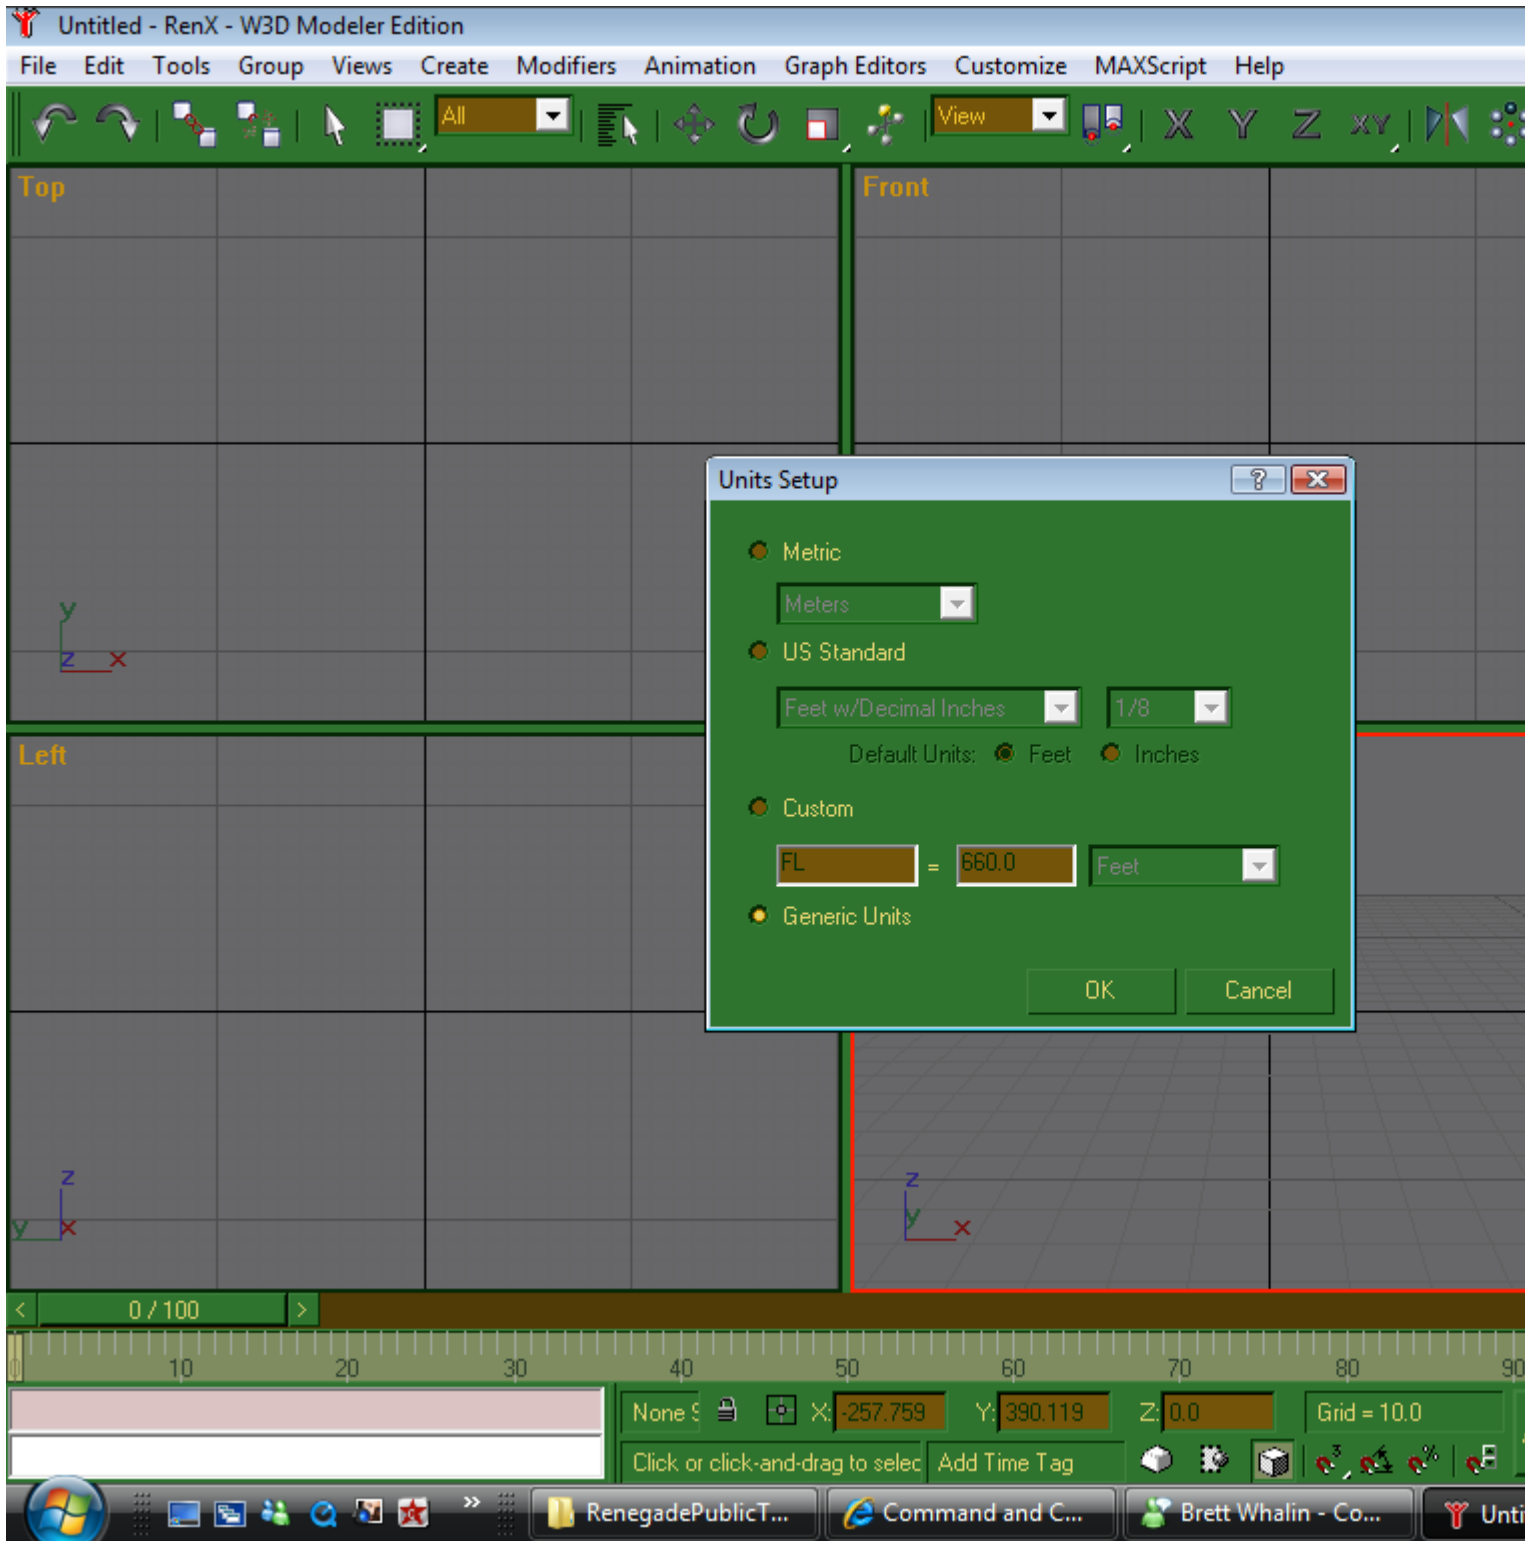 Untitled - RenX - W3D Modeler Edition
File Edit Tools Group Views Create Modifiers Animation Graph Editors Customize MAXScript Help
All View X Y Z XY
Top Front
Units Setup ?
Metric
Meters
y
z x
US Standard
Feet w/Decimal Inches 1/8
Left
Default Units: Feet Inches
Custom
FL = 660.0 Feet
Generic Units
OK Cancel
z z
y x y x
< 0 / 100 >
0 10 20 30 40 50 60 70 80 90
None S X: -257.759 Y: 390.119 Z: 0.0 Grid = 10.0
Click or click-and-drag to selec Add Time Tag 3 %
» RenegadePublicT... Command and C... Brett Whalin - Co... Unti